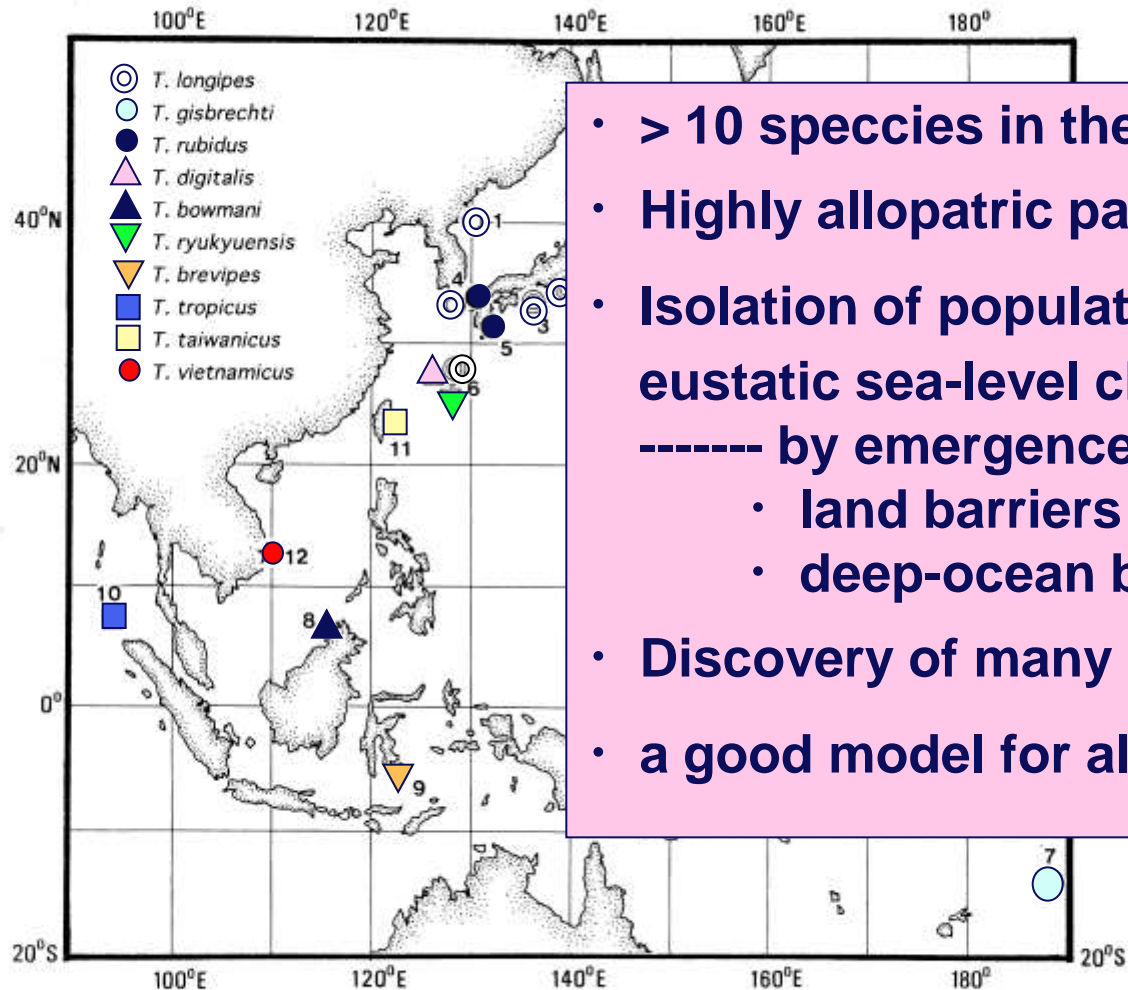 100°E 120°E 140°E 160°E 180°
T. longipes
T. gisbrechti
T. rubidus
T. digitalis
T. bowmani
T. ryukyuensis
T. brevipes
T. tropicus
T. taiwanicus
T. vietnamicus
40°N
20°N
0°
20°S
1
4
3
5
6
11
12
10
8
9
7
· > 10 speccies in the
· Highly allopatric pa
· Isolation of populat
eustatic sea-level cl
------- by emergence
· land barriers
· deep-ocean b
· Discovery of many
· a good model for al
20°S
100°E 120°E 140°E 160°E 180°